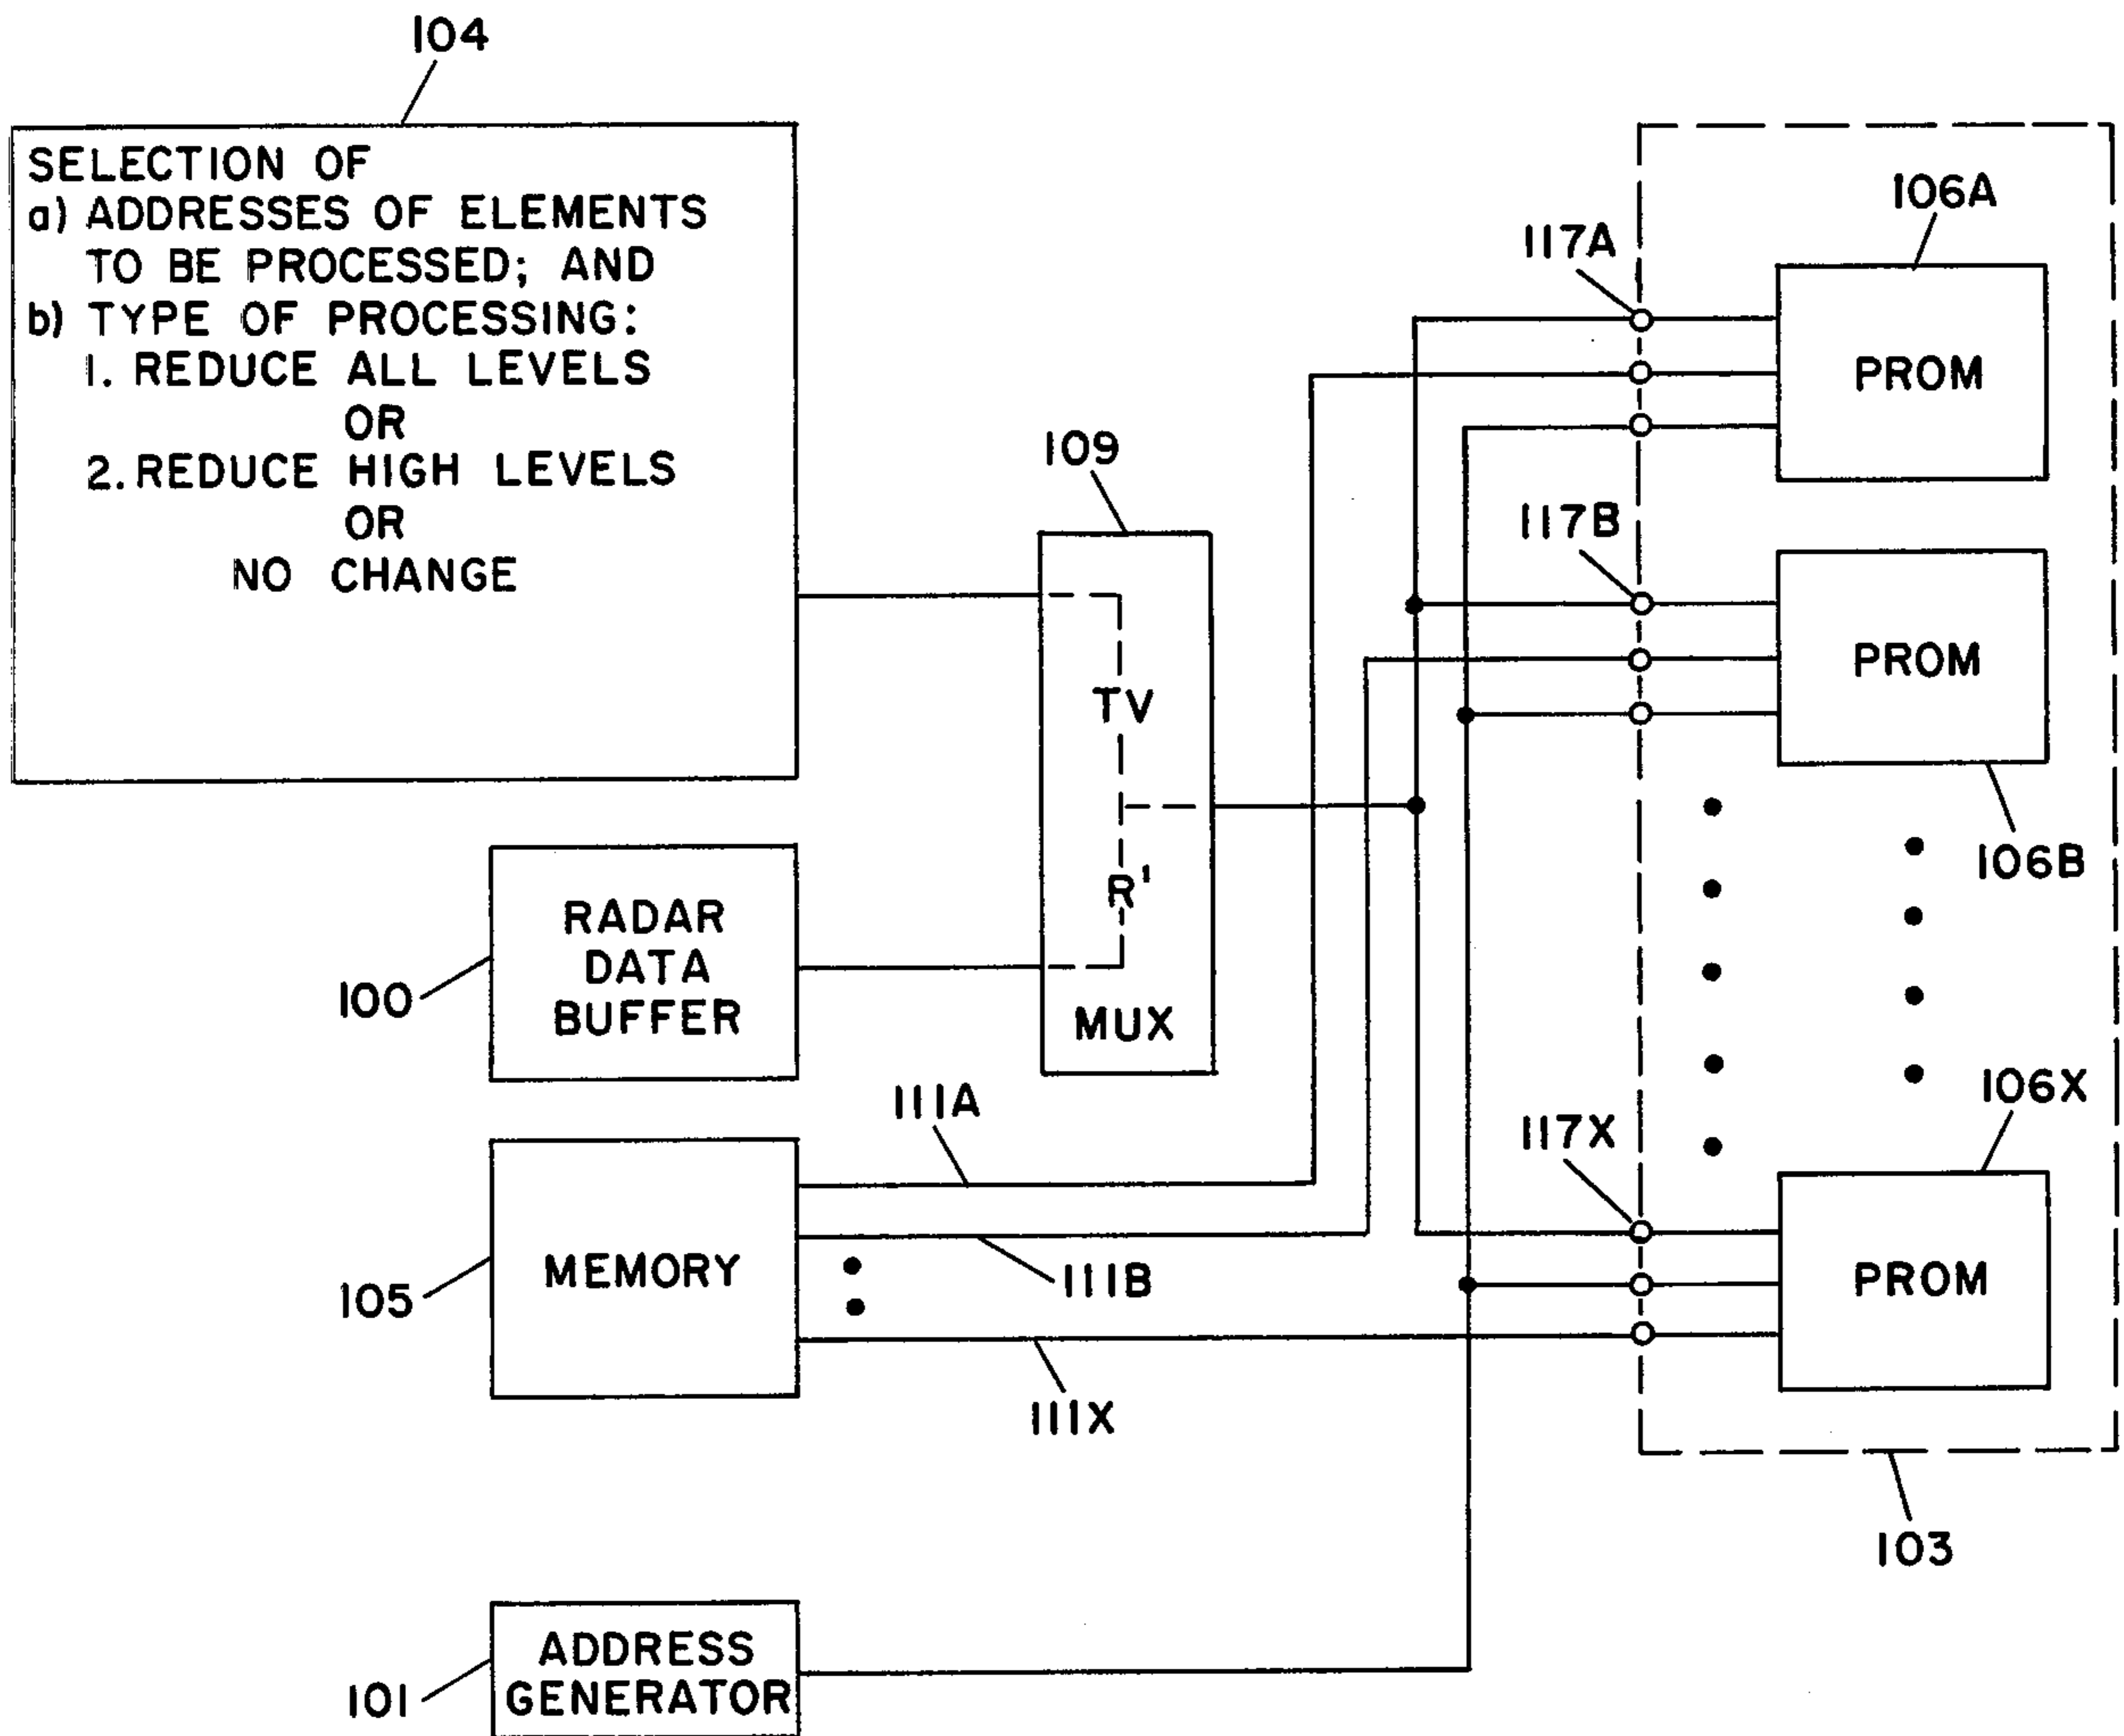 104
SELECTION OF
a) ADDRESSES OF ELEMENTS
TO BE PROCESSED; AND
b) TYPE OF PROCESSING:
1. REDUCE ALL LEVELS
OR
2. REDUCE HIGH LEVELS
OR
NO CHANGE
109
TV
R'
MUX
100
RADAR
DATA
BUFFER
105
MEMORY
111A
111B
111X
101
ADDRESS
GENERATOR
117A
106A
PROM
117B
PROM
106B
117X
106X
PROM
103